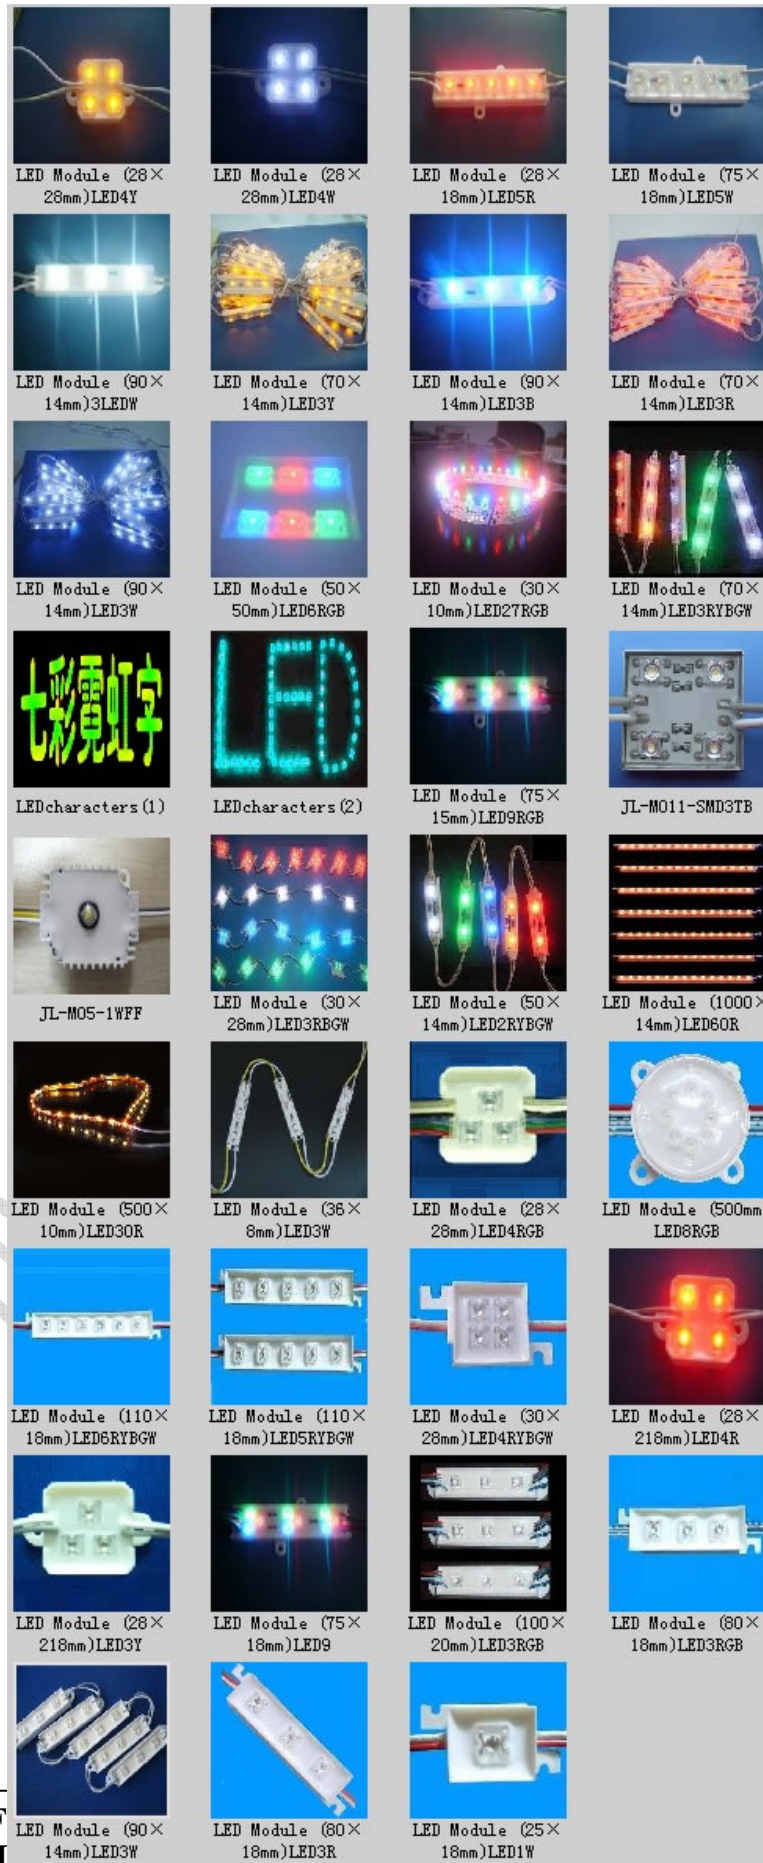 LED Module (28×
28mm)LED4Y
LED Module (28×
28mm)LED4W
LED Module (28×
18mm)LED5R
LED Module (75×
18mm)LED5W
LED Module (90×
14mm)3LEDW
LED Module (70×
14mm)LED3Y
LED Module (90×
14mm)LED3B
LED Module (70×
14mm)LED3R
LED Module (90×
14mm)LED3W
LED Module (50×
50mm)LED6RGB
LED Module (30×
10mm)LED27RGB
LED Module (70×
14mm)LED3RYBGW
七彩霓虹字
LED
LEDcharacters(1)
LEDcharacters(2)
LED Module (75×
15mm)LED9RGB
JL-M011-SMD3TB
JL-M05-1WFF
LED Module (30×
28mm)LED3RBGW
LED Module (50×
14mm)LED2RYBGW
LED Module (1000×
14mm)LED60R
LED Module (500×
10mm)LED30R
LED Module (36×
8mm)LED3W
LED Module (28×
28mm)LED4RGB
LED Module (500mm
LED8RGB
LED Module (110×
18mm)LED6RYBGW
LED Module (110×
18mm)LED5RYBGW
LED Module (30×
28mm)LED4RYBGW
LED Module (28×
218mm)LED4R
LED Module (28×
218mm)LED3Y
LED Module (75×
18mm)LED9
LED Module (100×
20mm)LED3RGB
LED Module (80×
18mm)LED3RGB
LED Module (90×
14mm)LED3W
LED Module (80×
18mm)LED3R
LED Module (25×
18mm)LED1W